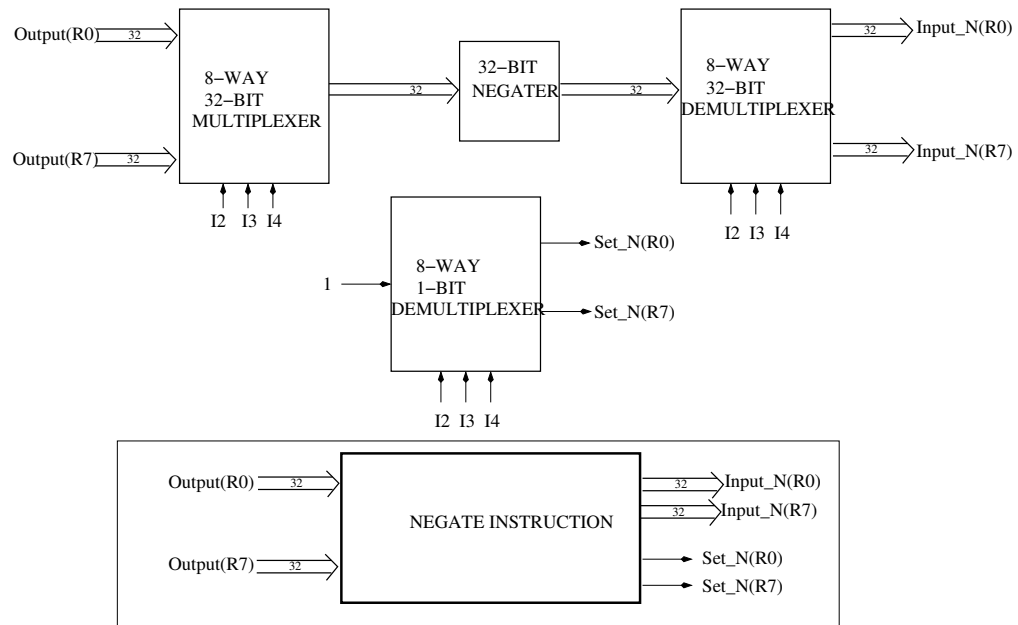 Output(R0)
32
Output(R7)
32
8−WAY
32−BIT
MULTIPLEXER
I2 I3 I4
32
32−BIT
NEGATER
32
8−WAY
32−BIT
DEMULTIPLEXER
I2 I3 I4
32
Input_N(R0)
32
Input_N(R7)
1
8−WAY
1−BIT
DEMULTIPLEXER
I2 I3 I4
Set_N(R0)
Set_N(R7)
Output(R0)
32
Output(R7)
32
NEGATE INSTRUCTION
32
Input_N(R0)
32
Input_N(R7)
Set_N(R0)
Set_N(R7)